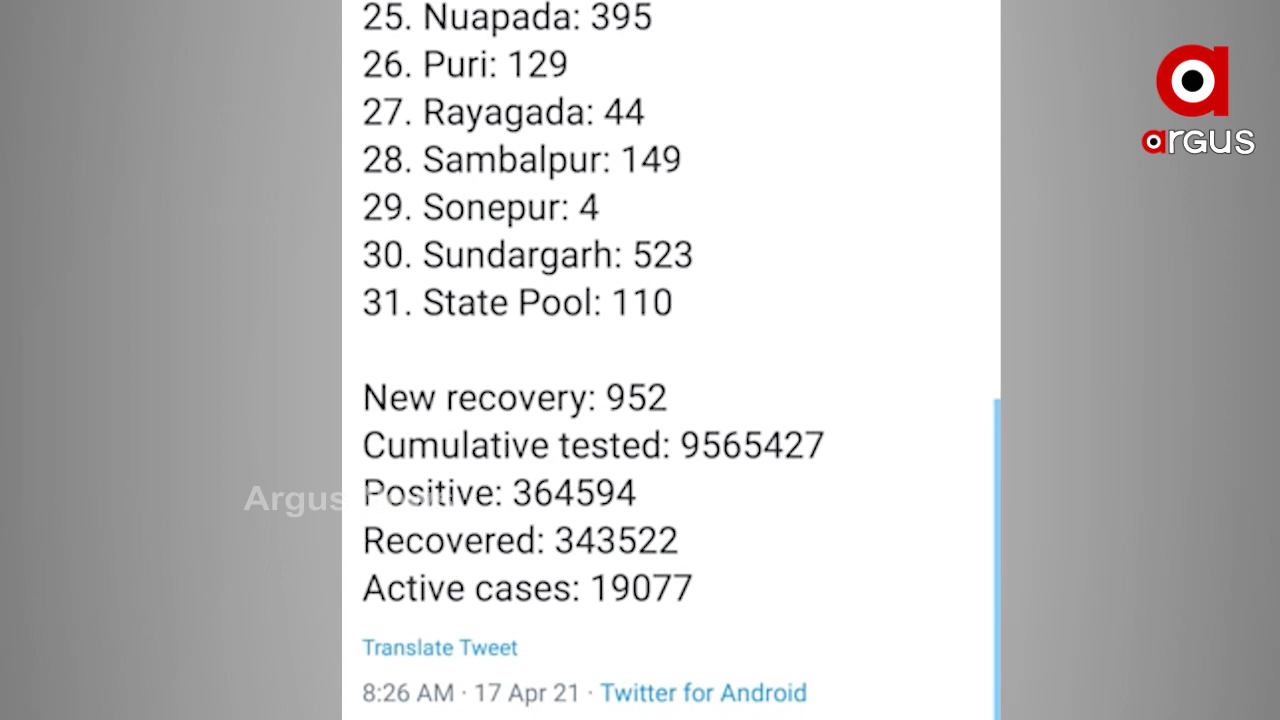 25. Nuapada: 395
26. Puri: 129
27. Rayagada: 44
28. Sambalpur: 149
29. Sonepur: 4
30. Sundargarh: 523
31. State Pool: 110
New recovery: 952
Cumulative tested: 9565427
Positive: 364594
Recovered: 343522
Active cases: 19077
Translate Tweet
8:26 AM · 17 Apr 21 · Twitter for Android
argus
Argus